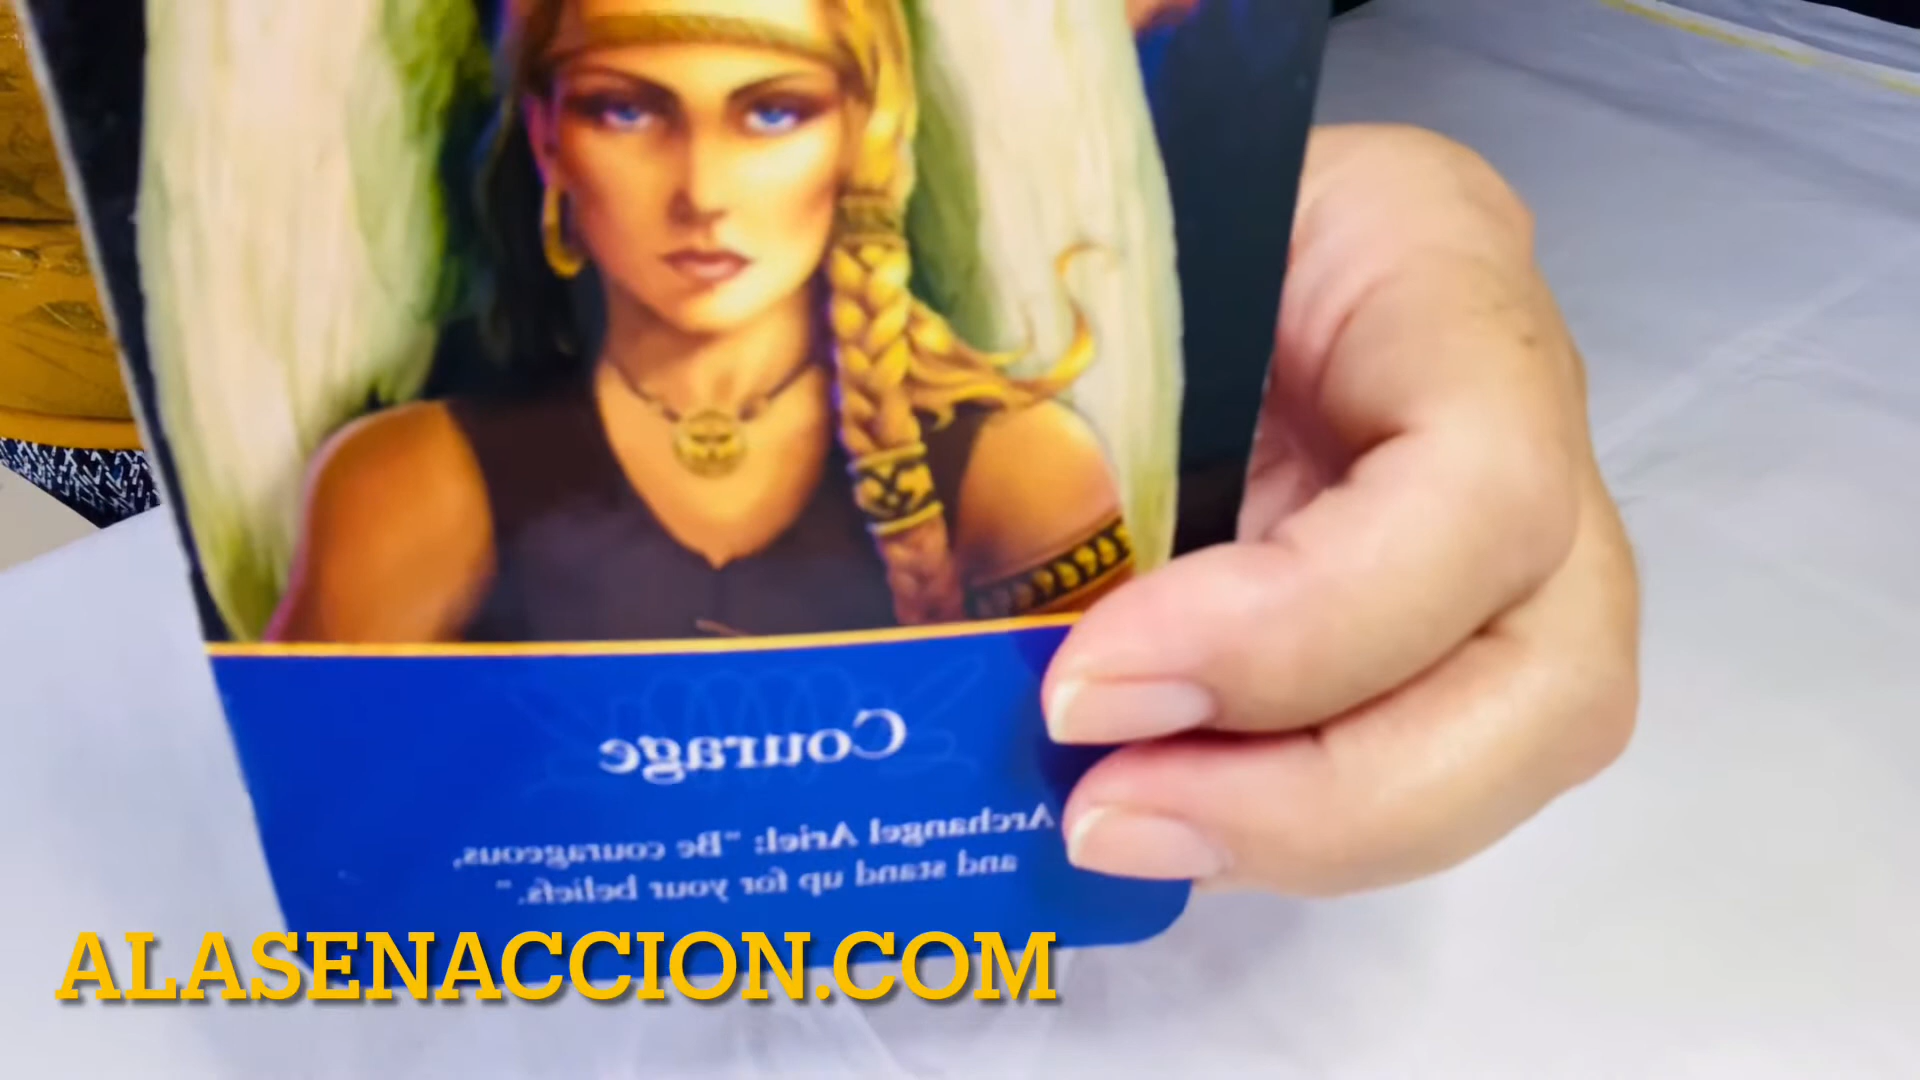 Courage
Archangel Ariel: "Be courageous,
and stand up for your beliefs."
ALASENACCION.COM